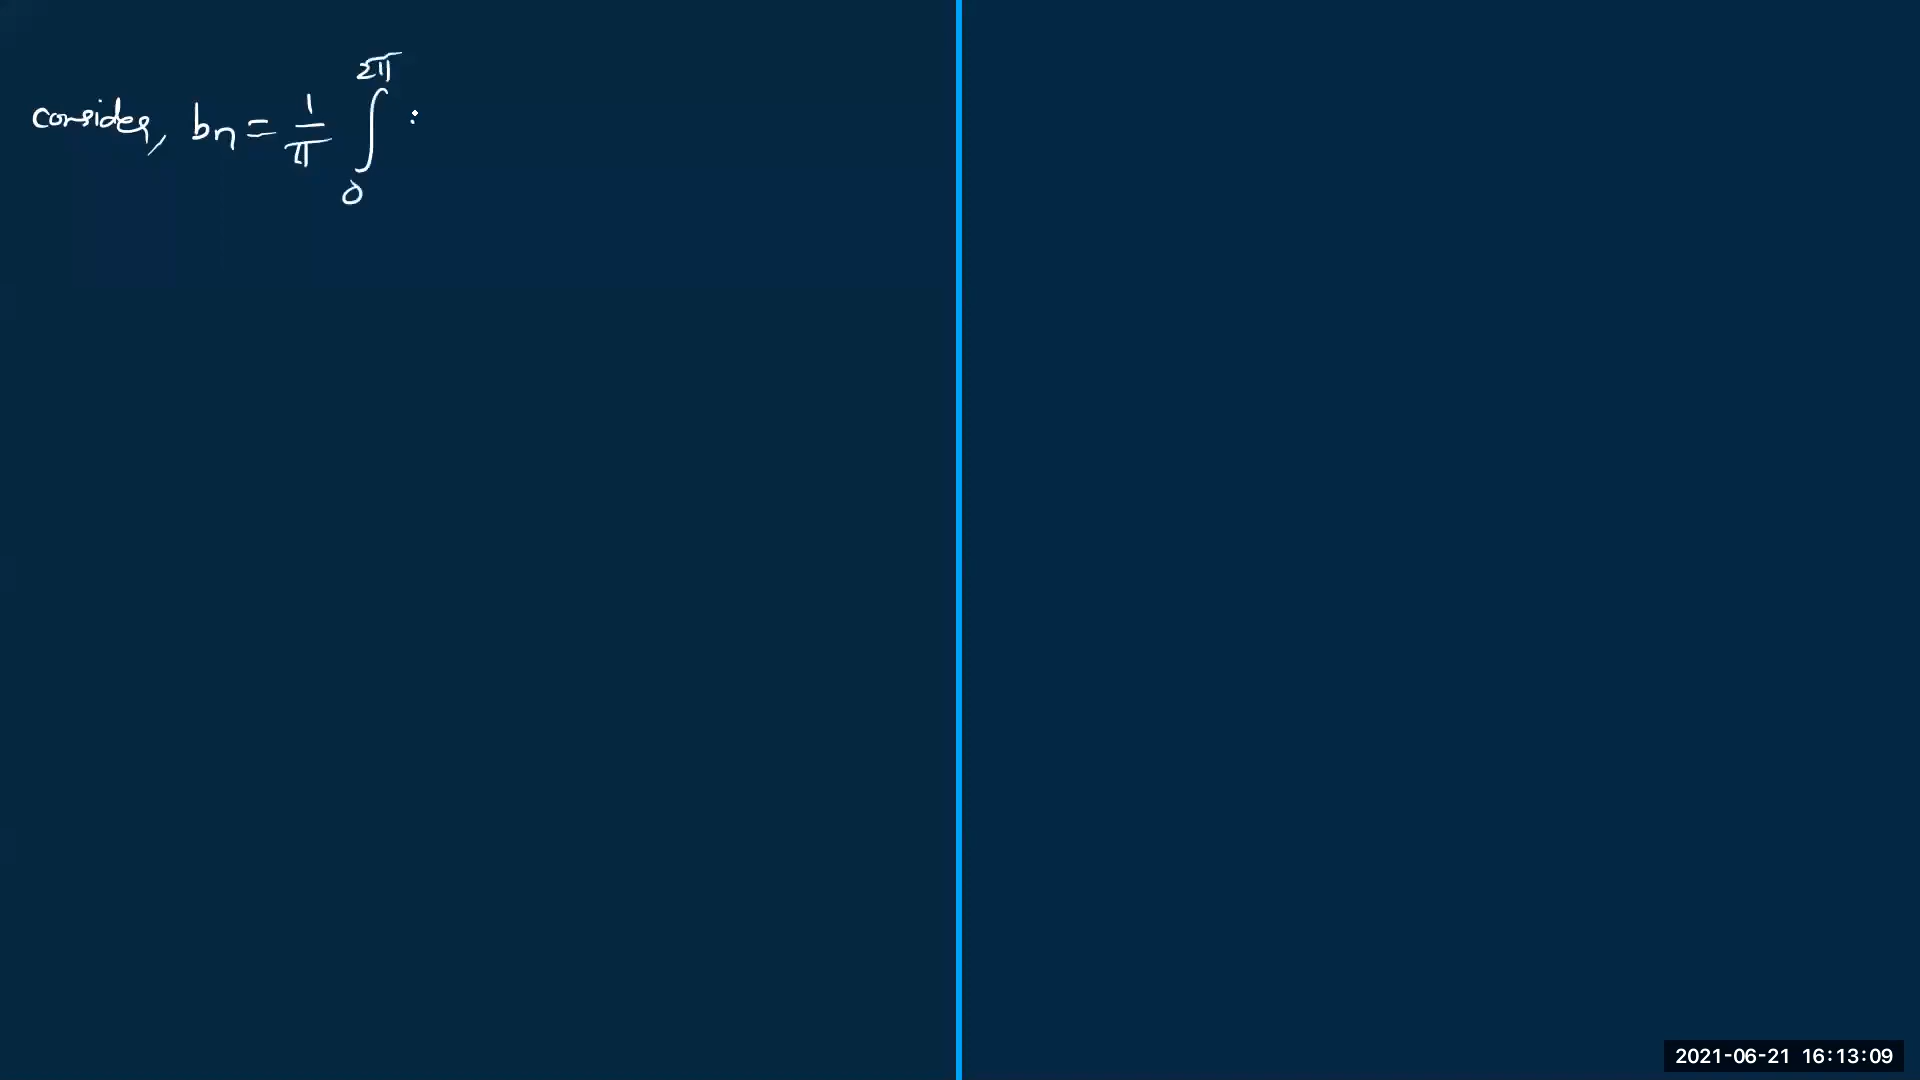 consider, bn = 1/π ∫₀^2π
2021-06-21 16:13:09